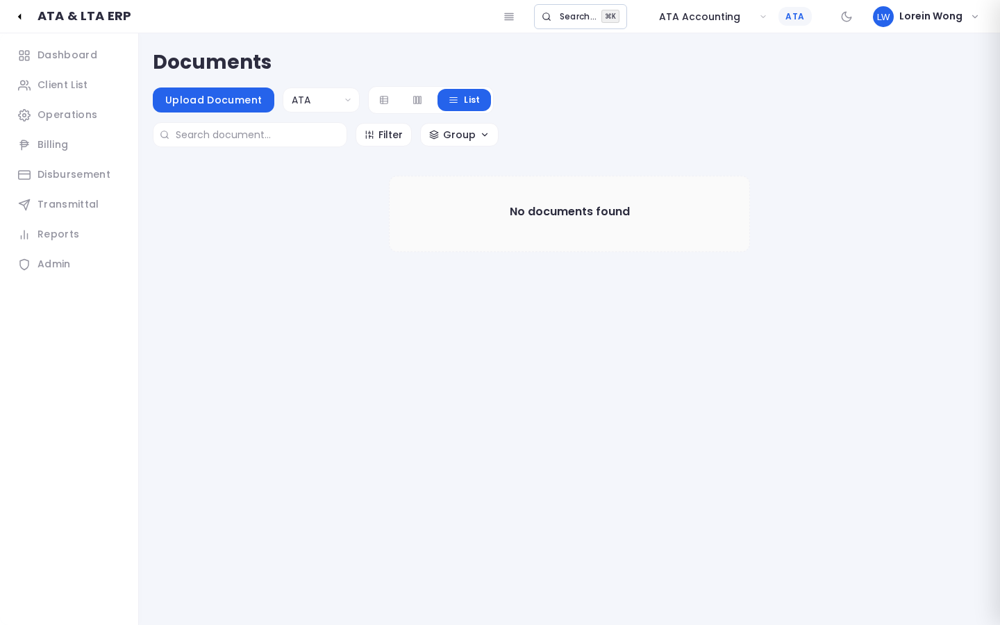 ATA & LTA ERP
Search... ⌘K
ATA Accounting
ATA
LW
Lorein Wong
Dashboard
Client List
Operations
Billing
Disbursement
Transmittal
Reports
Admin
Documents
Upload Document
ATA
List
Search document...
Filter
Group
No documents found